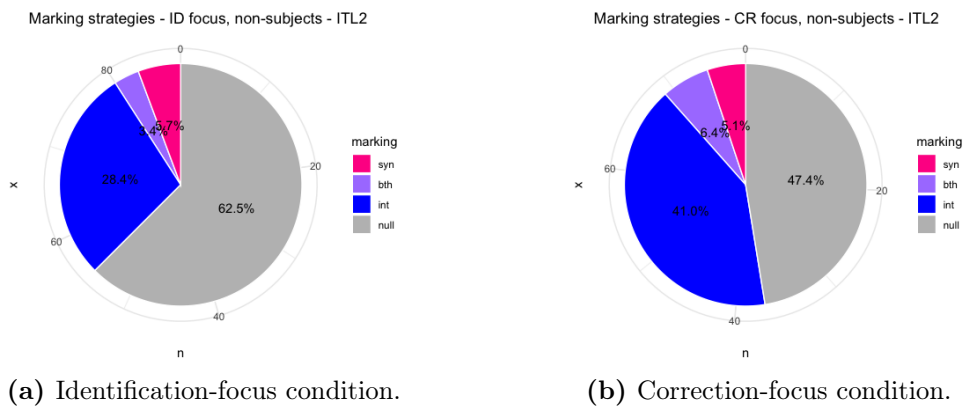 Marking strategies - ID focus, non-subjects - ITL2
0
80
5.7%
3.4%
20
28.4%
62.5%
x
60
40
n
marking
syn
bth
int
null
(a) Identification-focus condition.
Marking strategies - CR focus, non-subjects - ITL2
0
5.1%
6.4%
60
47.4%
20
x
41.0%
40
n
marking
syn
bth
int
null
(b) Correction-focus condition.